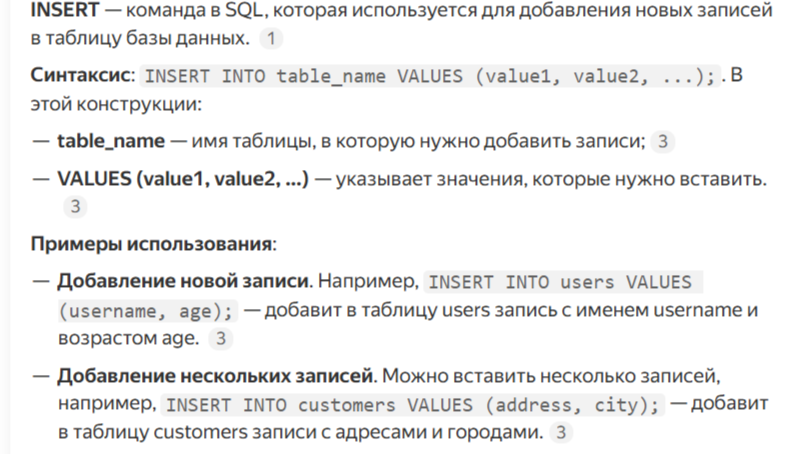 INSERT — команда в SQL, которая используется для добавления новых записей
в таблицу базы данных. 1
Синтаксис: INSERT INTO table_name VALUES (value1, value2, ...); . В
этой конструкции:
— table_name — имя таблицы, в которую нужно добавить записи; 3
— VALUES (value1, value2, ...) — указывает значения, которые нужно вставить.
3
Примеры использования:
— Добавление новой записи. Например, INSERT INTO users VALUES
(username, age); — добавит в таблицу users запись с именем username и
возрастом age. 3
— Добавление нескольких записей. Можно вставить несколько записей,
например, INSERT INTO customers VALUES (address, city); — добавит
в таблицу customers записи с адресами и городами. 3